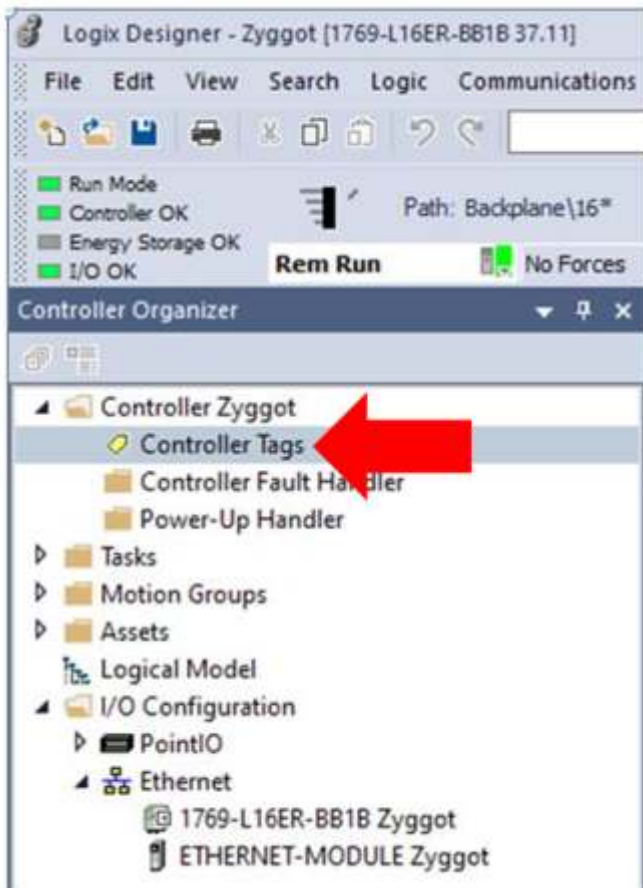 Logix Designer - Zyggot [1769-L16ER-BB1B 37.11]
File Edit View Search Logic Communications
Run Mode
Controller OK
Energy Storage OK
I/O OK
Path: Backplane\16*
Rem Run
No Forces
Controller Organizer
Controller Zyggot
Controller Tags
Controller Fault Handler
Power-Up Handler
Tasks
Motion Groups
Assets
Logical Model
I/O Configuration
PointIO
Ethernet
1769-L16ER-BB1B Zyggot
ETHERNET-MODULE Zyggot